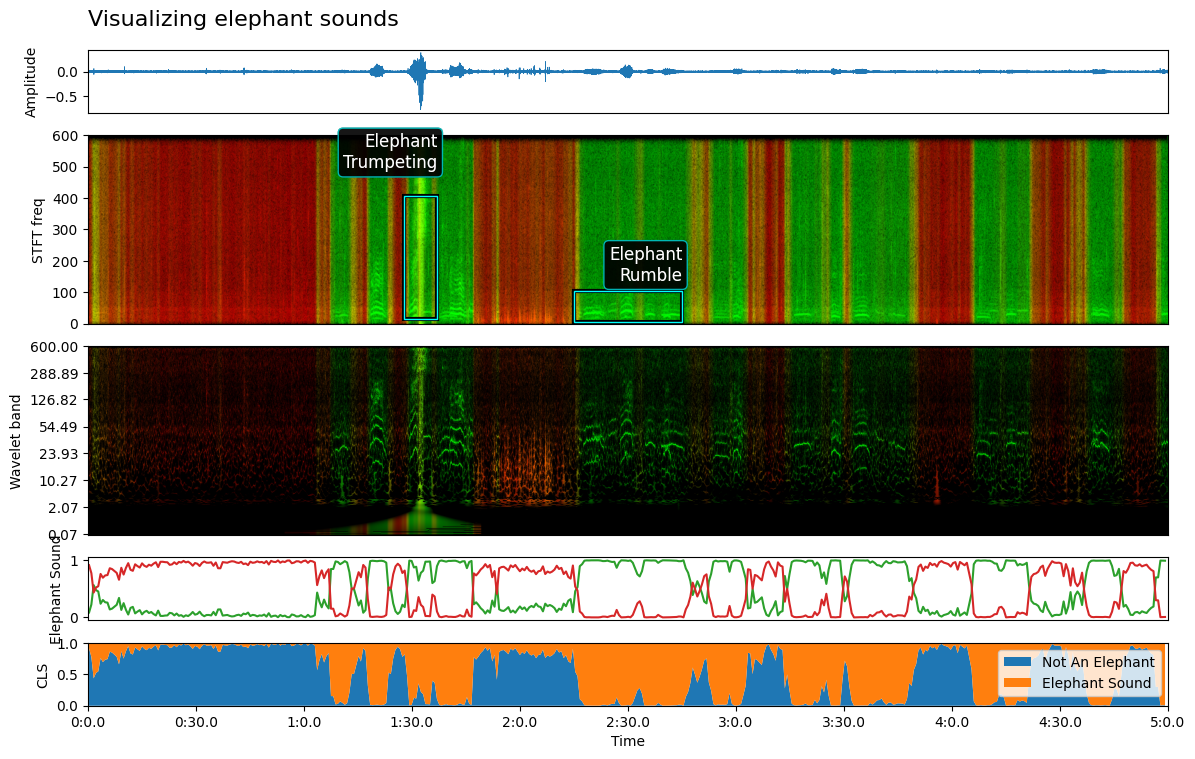 Visualizing elephant sounds
Amplitude
0.0
−0.5
STFT freq
600
500
400
300
200
100
0
Elephant
Trumpeting
Elephant
Rumble
Wavelet band
600.00
288.89
126.82
54.49
23.93
10.27
2.07
0.07
Elephant Sound
1
0
CLS
1.0
0.5
0.0
Not An Elephant
Elephant Sound
0:0.0 0:30.0 1:0.0 1:30.0 2:0.0 2:30.0 3:0.0 3:30.0 4:0.0 4:30.0 5:0.0
Time